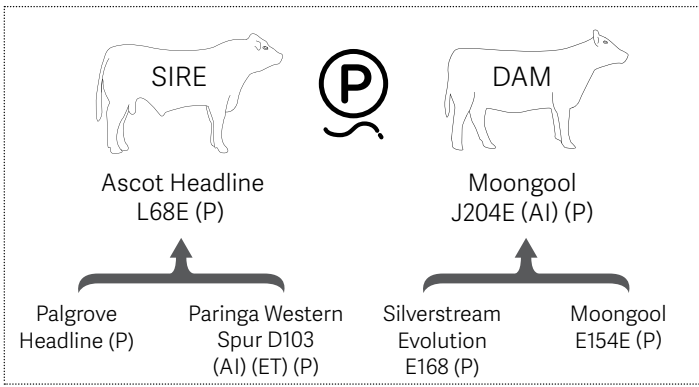 SIRE
P
DAM
Ascot Headline
L68E (P)
Moongool
J204E (AI) (P)
Palgrove
Headline (P)
Paringa Western
Spur D103
(AI) (ET) (P)
Silverstream
Evolution
E168 (P)
Moongool
E154E (P)